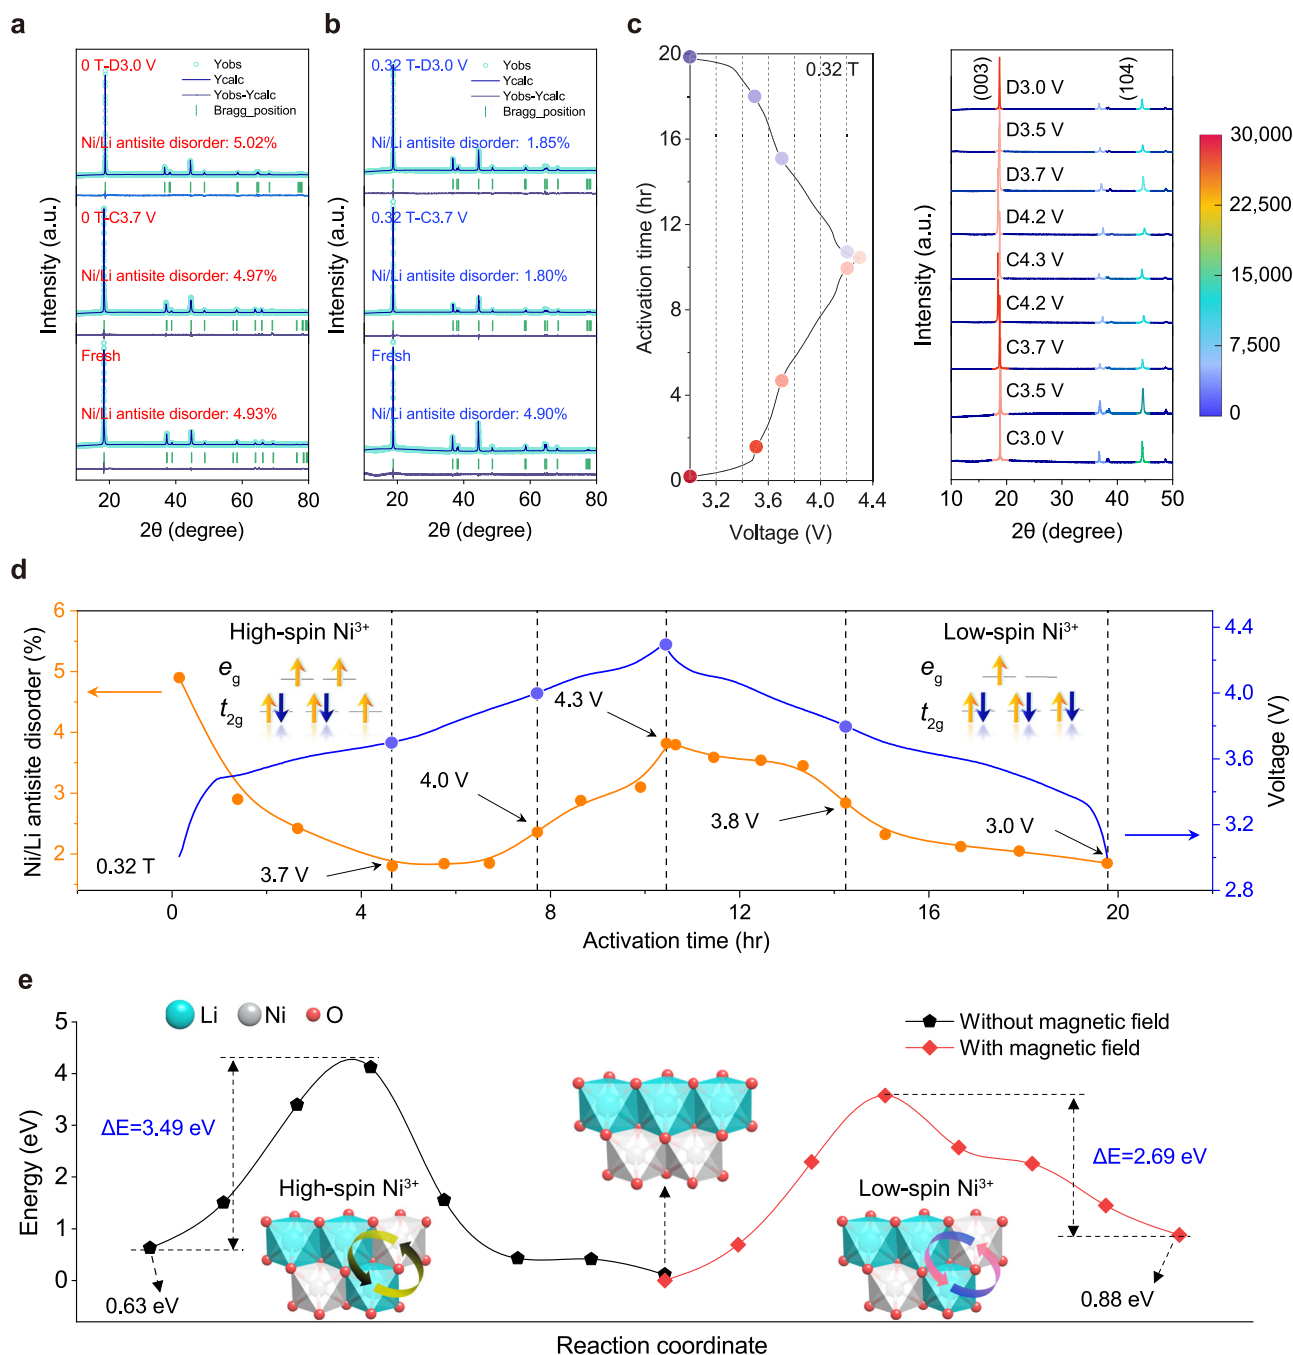 a
0 T-D3.0 V
Yobs
Ycalc
Yobs-Ycalc
Bragg_position
Ni/Li antisite disorder: 5.02%
0 T-C3.7 V
Ni/Li antisite disorder: 4.97%
Fresh
Ni/Li antisite disorder: 4.93%
Intensity (a.u.)
20 40 60 80
2θ (degree)
b
0.32 T-D3.0 V
Yobs
Ycalc
Yobs-Ycalc
Bragg_position
Ni/Li antisite disorder: 1.85%
0.32 T-C3.7 V
Ni/Li antisite disorder: 1.80%
Fresh
Ni/Li antisite disorder: 4.90%
Intensity (a.u.)
20 40 60 80
2θ (degree)
c
0.32 T
20
16
12
8
4
0
Activation time (hr)
3.2 3.6 4.0 4.4
Voltage (V)
(003)
(104)
D3.0 V
D3.5 V
D3.7 V
D4.2 V
C4.3 V
C4.2 V
C3.7 V
C3.5 V
C3.0 V
Intensity (a.u.)
10 20 30 40 50
2θ (degree)
30,000
22,500
15,000
7,500
0
d
6
5
4
3
2
Ni/Li antisite disorder (%)
High-spin Ni³⁺
eg
t2g
Low-spin Ni³⁺
eg
t2g
4.3 V
4.0 V
3.7 V
3.8 V
3.0 V
0.32 T
4.4
4.0
3.6
3.2
2.8
Voltage (V)
0 4 8 12 16 20
Activation time (hr)
e
Li Ni O
Without magnetic field
With magnetic field
5
4
3
2
1
0
Energy (eV)
ΔE=3.49 eV
High-spin Ni³⁺
0.63 eV
ΔE=2.69 eV
Low-spin Ni³⁺
0.88 eV
Reaction coordinate